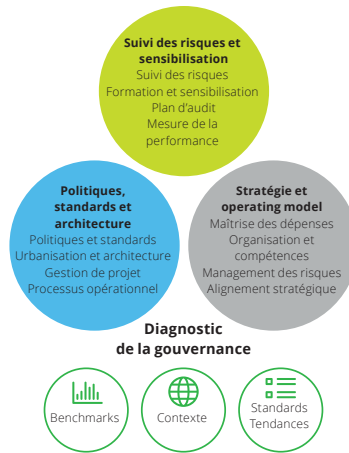 Suivi des risques et
sensibilisation
Suivi des risques
Formation et sensibilisation
Plan d'audit
Mesure de la
performance
Politiques,
standards et
architecture
Politiques et standards
Urbanisation et architecture
Gestion de projet
Processus opérationnel
Stratégie et
operating model
Maîtrise des dépenses
Organisation et
compétences
Management des risques
Alignement stratégique
Diagnostic
de la gouvernance
Benchmarks
Contexte
Standards
Tendances